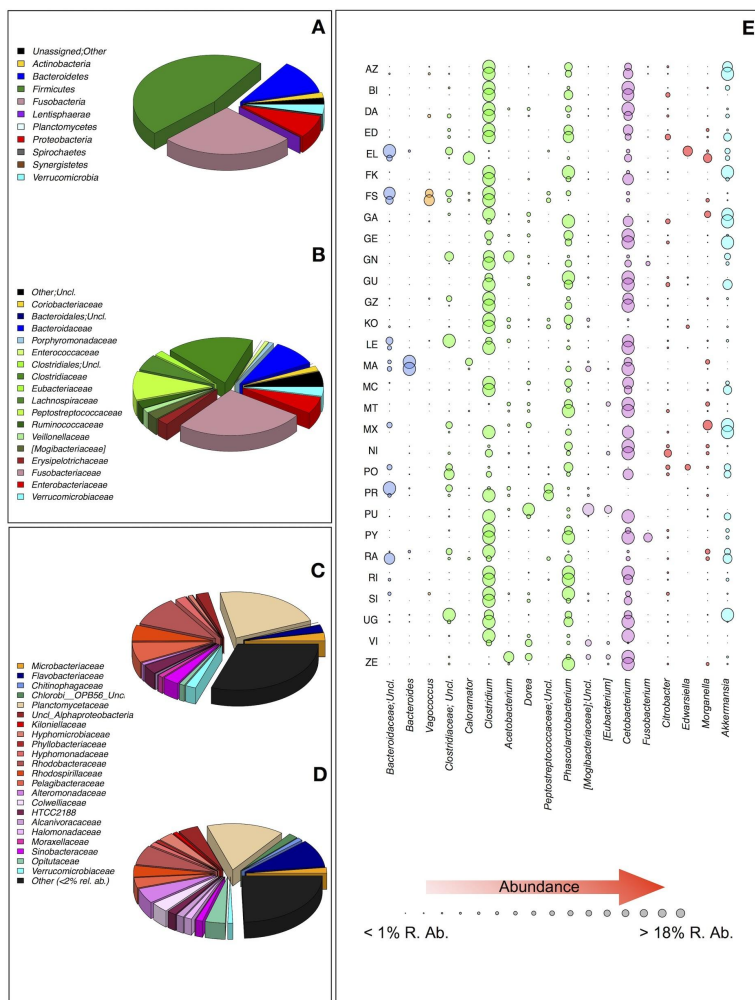 A
Unassigned;Other
Actinobacteria
Bacteroidetes
Firmicutes
Fusobacteria
Lentisphaerae
Planctomycetes
Proteobacteria
Spirochaetes
Synergistetes
Verrucomicrobia
B
Other;Uncl.
Coriobacteriaceae
Bacteroidales;Uncl.
Bacteroidaceae
Porphyromonadaceae
Enterococcaceae
Clostridiales;Uncl.
Clostridiaceae
Eubacteriaceae
Lachnospiraceae
Peptostreptococcaceae
Ruminococcaceae
Veillonellaceae
[Mogibacteriaceae]
Erysipelotrichaceae
Fusobacteriaceae
Enterobacteriaceae
Verrucomicrobiaceae
C
Microbacteriaceae
Flavobacteriaceae
Chitinophagaceae
Chlorobi__OPB56_Uncl
Planctomycetaceae
Uncl_Alphaproteobacteria
Kiloniellaceae
Hyphomicrobiaceae
Phyllobacteriaceae
Hyphomonadaceae
Rhodobacteraceae
Rhodospirillaceae
Pelagibacteraceae
Alteromonadaceae
Colwelliaceae
HTCC2188
Alcanivoracaceae
Halomonadaceae
Moraxellaceae
Sinobacteraceae
Opitutaceae
Verrucomicrobiaceae
Other (<2% rel. ab.)
D
E
AZ
BI
DA
ED
EL
FK
FS
GA
GE
GN
GU
GZ
KO
LE
MA
MC
MT
MX
NI
PO
PR
PU
PY
RA
RI
SI
UG
VI
ZE
Bacteroidaceae;Uncl.
Bacteroides
Vagococcus
Clostridiaceae; Uncl.
Caloramator
Clostridium
Acetobacterium
Dorea
Peptostreptococcaceae;Uncl.
Phascolarctobacterium
[Mogibacteriaceae];Uncl.
[Eubacterium]
Cetobacterium
Fusobacterium
Citrobacter
Edwarsiella
Morganella
Akkermansia
Abundance
< 1% R. Ab.
> 18% R. Ab.